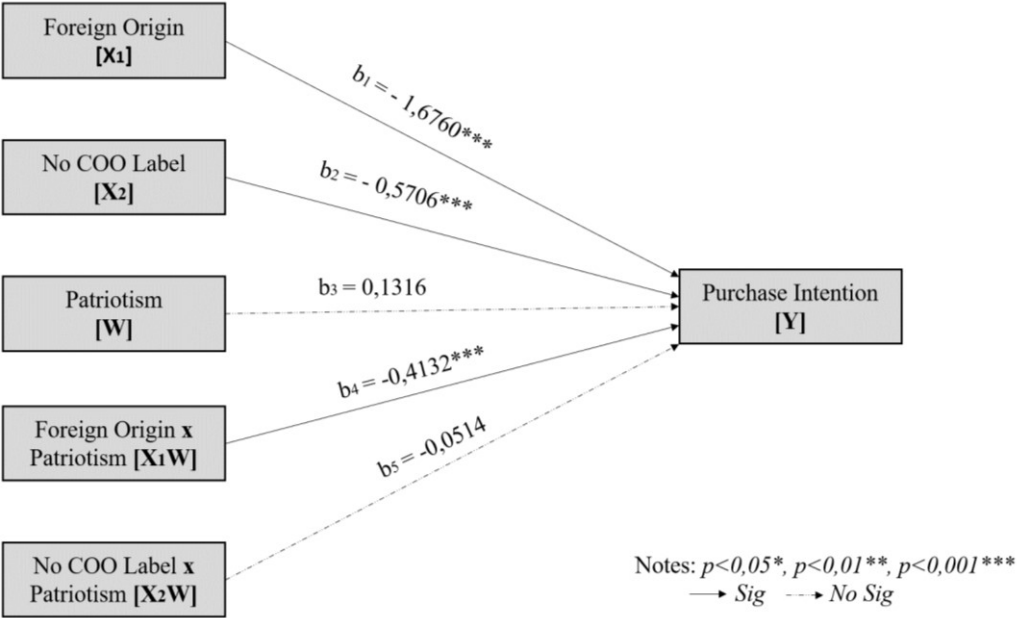 Foreign Origin
[X1]
b1 = - 1,6760***
No COO Label
[X2]
b2 = - 0,5706***
Patriotism
[W]
b3 = 0,1316
Purchase Intention
[Y]
Foreign Origin x
Patriotism [X1W]
b4 = -0,4132***
No COO Label x
Patriotism [X2W]
b5 = -0,0514
Notes: p<0,05*, p<0,01**, p<0,001***
Sig No Sig